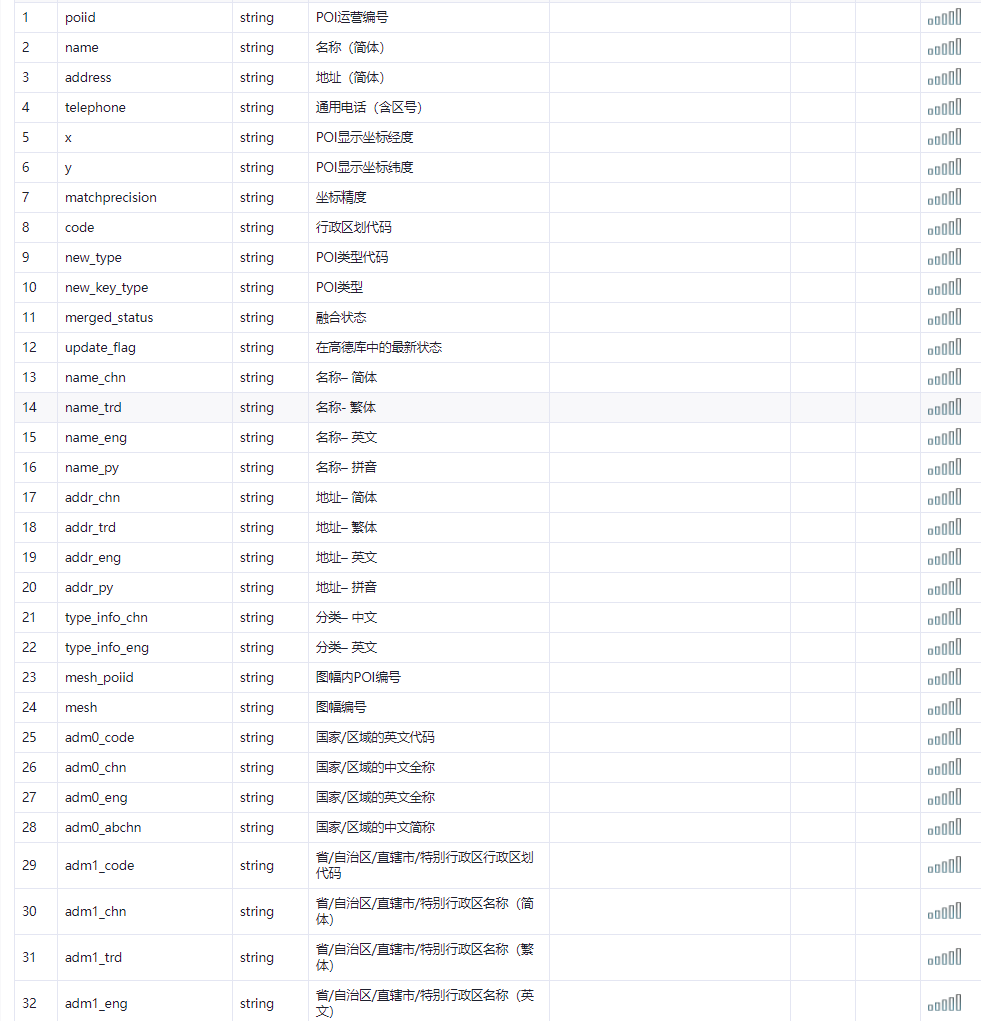 1 poiid string POI运营编号
2 name string 名称（简体）
3 address string 地址（简体）
4 telephone string 通用电话（含区号）
5 x string POI显示坐标经度
6 y string POI显示坐标纬度
7 matchprecision string 坐标精度
8 code string 行政区划代码
9 new_type string POI类型代码
10 new_key_type string POI类型
11 merged_status string 融合状态
12 update_flag string 在高德库中的最新状态
13 name_chn string 名称– 简体
14 name_trd string 名称- 繁体
15 name_eng string 名称– 英文
16 name_py string 名称– 拼音
17 addr_chn string 地址– 简体
18 addr_trd string 地址– 繁体
19 addr_eng string 地址– 英文
20 addr_py string 地址– 拼音
21 type_info_chn string 分类– 中文
22 type_info_eng string 分类– 英文
23 mesh_poiid string 图幅内POI编号
24 mesh string 图幅编号
25 adm0_code string 国家/区域的英文代码
26 adm0_chn string 国家/区域的中文全称
27 adm0_eng string 国家/区域的英文全称
28 adm0_abchn string 国家/区域的中文简称
29 adm1_code string 省/自治区/直辖市/特别行政区行政区划
代码
30 adm1_chn string 省/自治区/直辖市/特别行政区名称（简
体）
31 adm1_trd string 省/自治区/直辖市/特别行政区名称（繁
体）
32 adm1_eng string 省/自治区/直辖市/特别行政区名称（英
文）